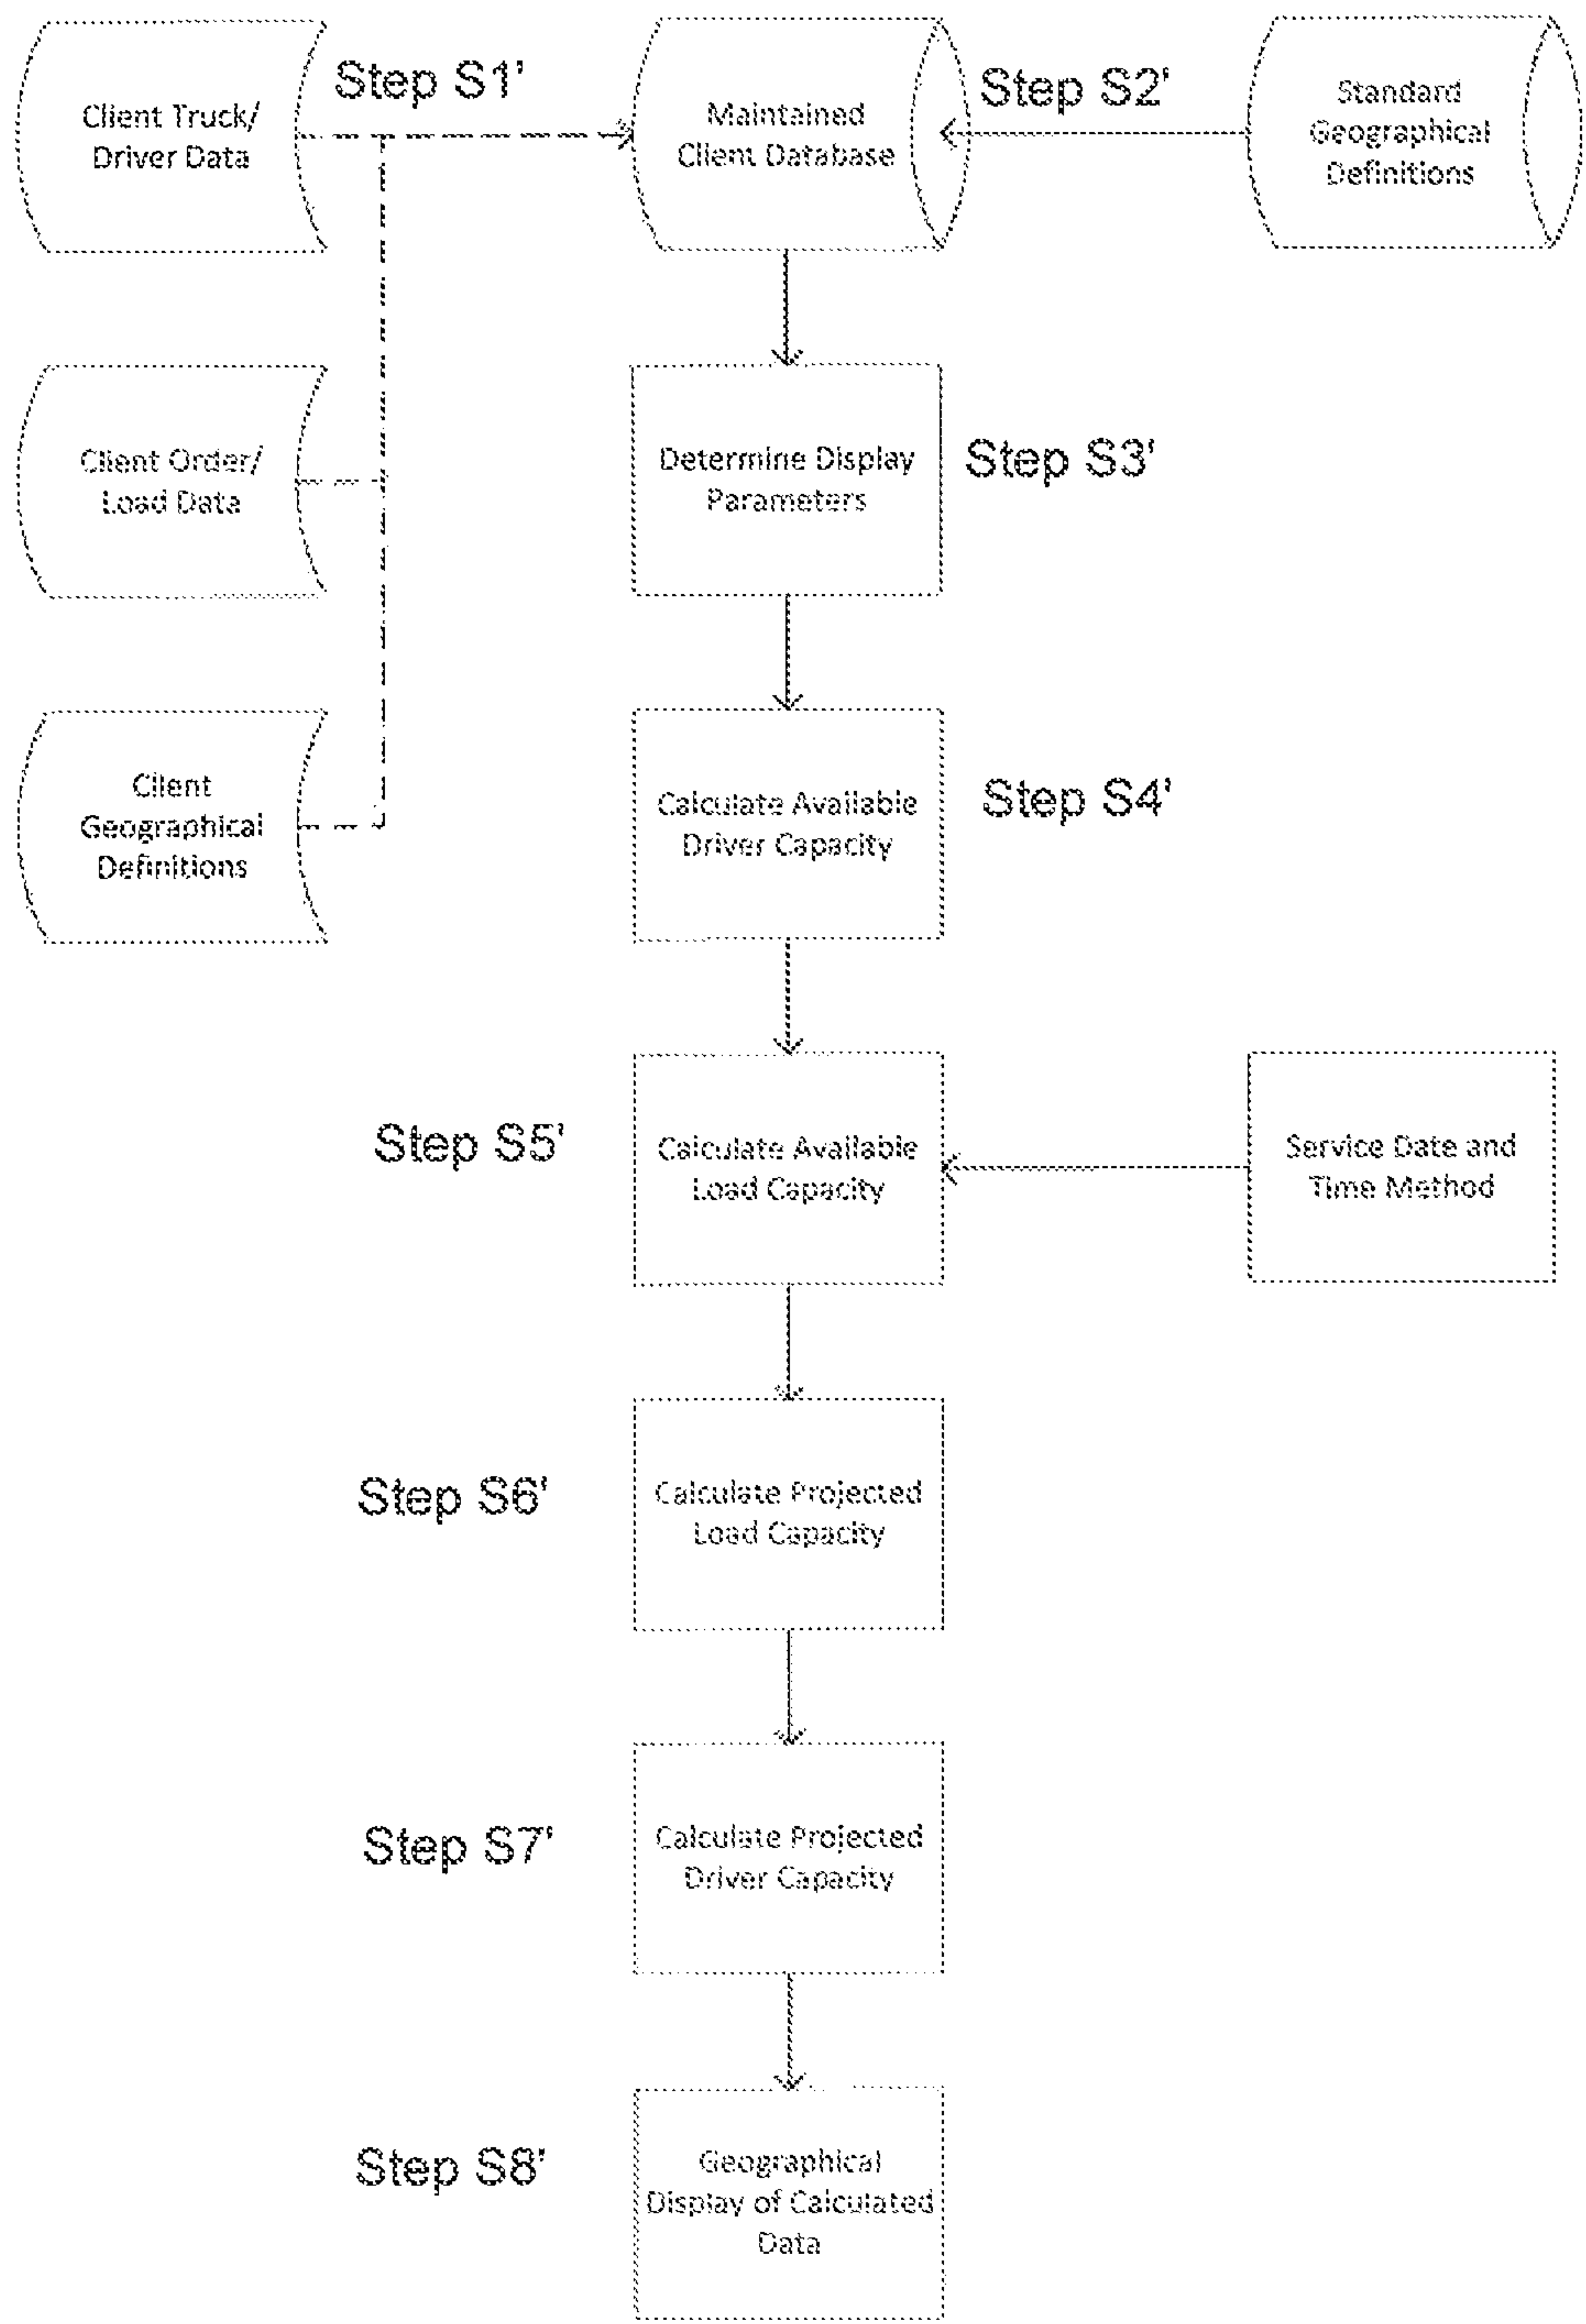 Client Truck/
Driver Data
Step S1'
Maintained
Client Database
Step S2'
Standard
Geographical
Definitions
Client Order/
Load Data
Determine Display
Parameters
Step S3'
Client
Geographical
Definitions
Calculate Available
Driver Capacity
Step S4'
Step S5'
Calculate Available
Load Capacity
Service Date and
Time Method
Step S6'
Calculate Projected
Load Capacity
Step S7'
Calculate Projected
Driver Capacity
Step S8'
Geographical
Display of Calculated
Data